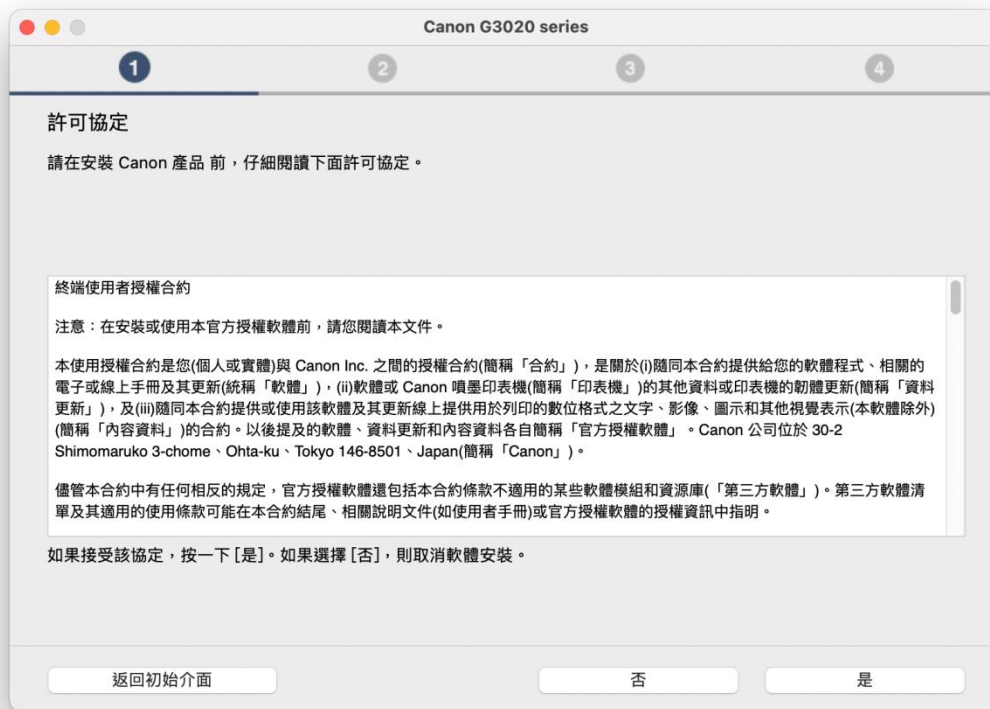 Canon G3020 series
1
2
3
4
許可協定
請在安裝 Canon 產品 前，仔細閱讀下面許可協定。
終端使用者授權合約
注意：在安裝或使用本官方授權軟體前，請您閱讀本文件。
本使用授權合約是您(個人或實體)與 Canon Inc. 之間的授權合約(簡稱「合約」)，是關於(i)隨同本合約提供給您的軟體程式、相關的
電子或線上手冊及其更新(統稱「軟體」)，(ii)軟體或 Canon 噴墨印表機(簡稱「印表機」)的其他資料或印表機的韌體更新(簡稱「資料
更新」)，及(iii)隨同本合約提供或使用該軟體及其更新線上提供用於列印的數位格式之文字、影像、圖示和其他視覺表示(本軟體除外)
(簡稱「內容資料」)的合約。以後提及的軟體、資料更新和內容資料各自簡稱「官方授權軟體」。Canon 公司位於 30-2
Shimomaruko 3-chome、Ohta-ku、Tokyo 146-8501、Japan(簡稱「Canon」)。
儘管本合約中有任何相反的規定，官方授權軟體還包括本合約條款不適用的某些軟體模組和資源庫(「第三方軟體」)。第三方軟體清
單及其適用的使用條款可能在本合約結尾、相關說明文件(如使用者手冊)或官方授權軟體的授權資訊中指明。
如果接受該協定，按一下 [是]。如果選擇 [否]，則取消軟體安裝。
返回初始介面
否
是